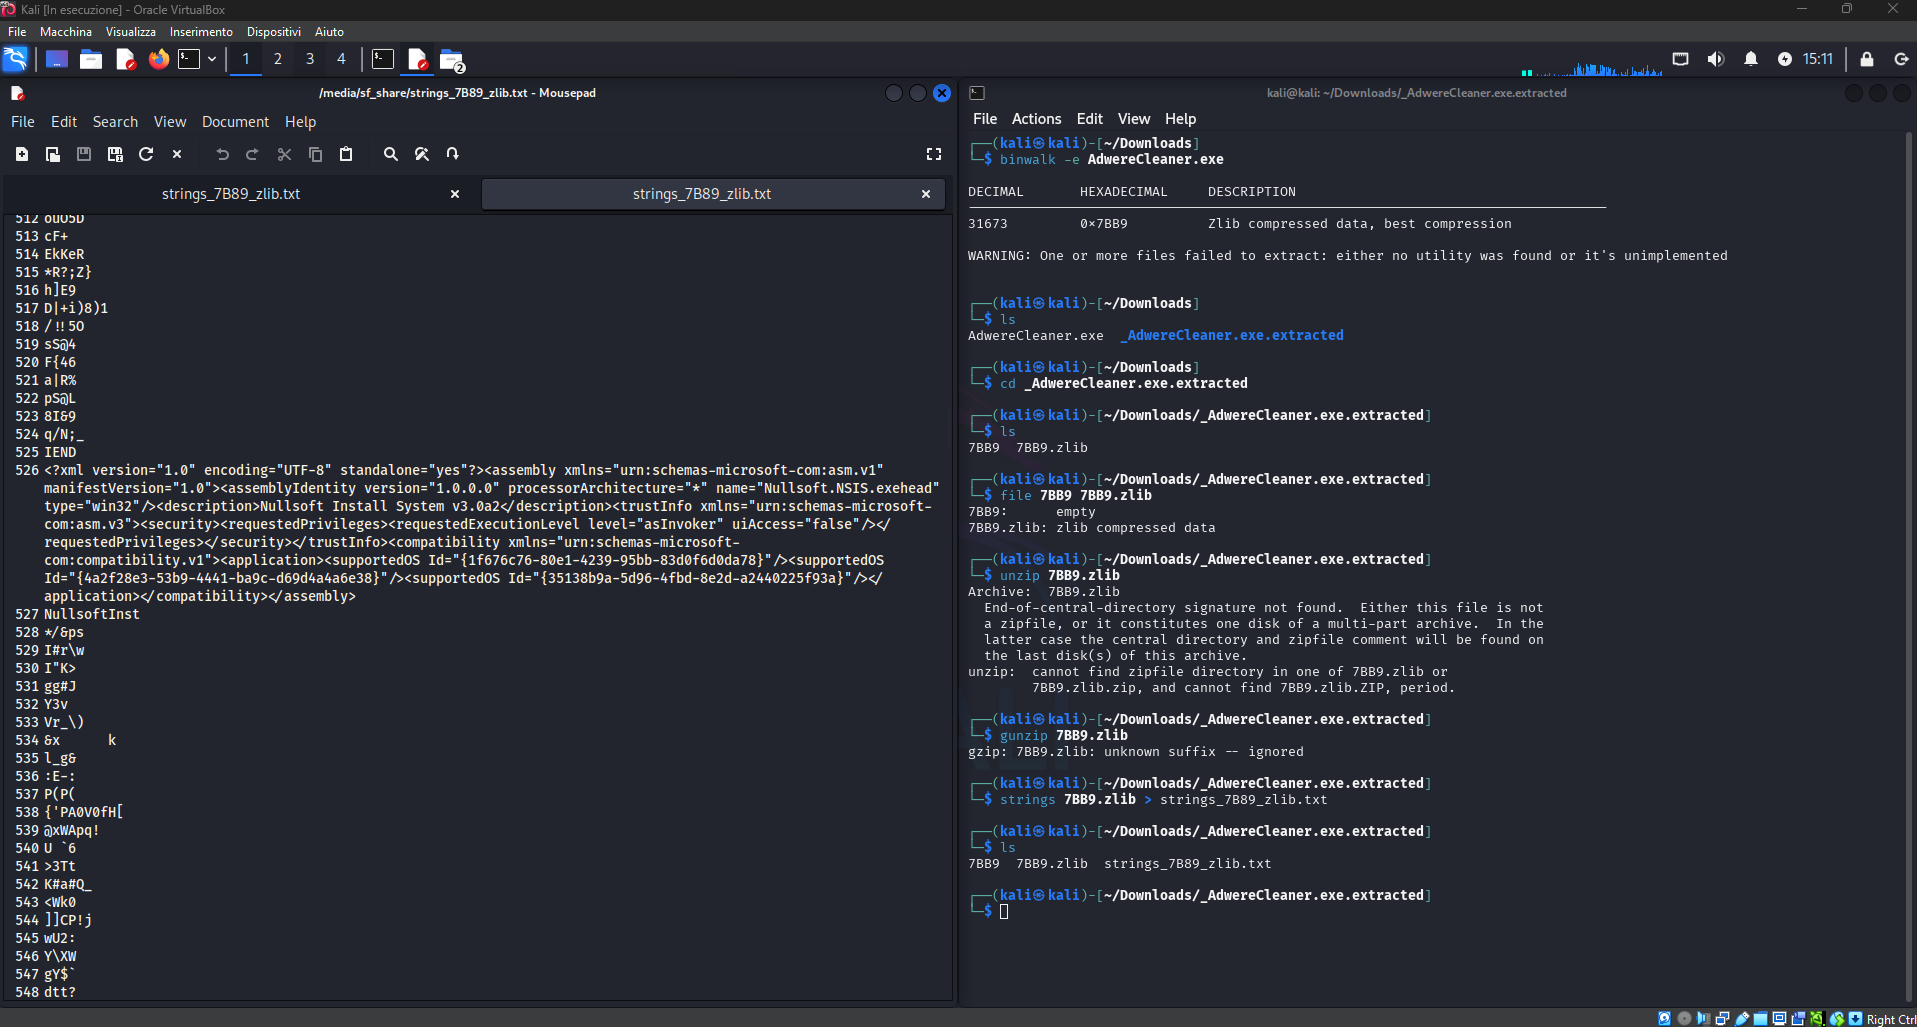 Kali [In esecuzione] - Oracle VirtualBox
File Macchina Visualizza Inserimento Dispositivi Aiuto
1 2 3 4 2 15:11
/media/sf_share/strings_7B89_zlib.txt - Mousepad
File Edit Search View Document Help
strings_7B89_zlib.txt
strings_7B89_zlib.txt
512 ouO5D
513 cF+
514 EkKeR
515 *R?;Z}
516 h]E9
517 D|+i)8)1
518 /!!5O
519 sS@4
520 F{46
521 a|R%
522 pS@L
523 8I&9
524 q/N;_
525 IEND
526 <?xml version="1.0" encoding="UTF-8" standalone="yes"?><assembly xmlns="urn:schemas-microsoft-com:asm.v1"
manifestVersion="1.0"><assemblyIdentity version="1.0.0.0" processorArchitecture="*" name="Nullsoft.NSIS.exehead"
type="win32"/><description>Nullsoft Install System v3.0a2</description><trustInfo xmlns="urn:schemas-microsoft-
com:asm.v3"><security><requestedPrivileges><requestedExecutionLevel level="asInvoker" uiAccess="false"/></
requestedPrivileges></security></trustInfo><compatibility xmlns="urn:schemas-microsoft-
com:compatibility.v1"><application><supportedOS Id="{1f676c76-80e1-4239-95bb-83d0f6d0da78}"/><supportedOS
Id="{4a2f28e3-53b9-4441-ba9c-d69d4a4a6e38}"/><supportedOS Id="{35138b9a-5d96-4fbd-8e2d-a2440225f93a}"/></
application></compatibility></assembly>
527 NullsoftInst
528 */&ps
529 I#r\w
530 I"K>
531 gg#J
532 Y3v
533 Vr_\)
534 &x      k
535 l_g&
536 :E-:
537 P(P(
538 {'PA0V0fH[
539 @xWApq!
540 U `6
541 >3Tt
542 K#a#Q_
543 <Wk0
544 ]]CP!j
545 wU2:
546 Y\XW
547 gY$`
548 dtt?
kali@kali: ~/Downloads/_AdwereCleaner.exe.extracted
File Actions Edit View Help
┌──(kali㉿kali)-[~/Downloads]
└─$ binwalk -e AdwereCleaner.exe
DECIMAL       HEXADECIMAL     DESCRIPTION
31673         0×7BB9          Zlib compressed data, best compression
WARNING: One or more files failed to extract: either no utility was found or it's unimplemented
┌──(kali㉿kali)-[~/Downloads]
└─$ ls
AdwereCleaner.exe  _AdwereCleaner.exe.extracted
┌──(kali㉿kali)-[~/Downloads]
└─$ cd _AdwereCleaner.exe.extracted
┌──(kali㉿kali)-[~/Downloads/_AdwereCleaner.exe.extracted]
└─$ ls
7BB9  7BB9.zlib
┌──(kali㉿kali)-[~/Downloads/_AdwereCleaner.exe.extracted]
└─$ file 7BB9 7BB9.zlib
7BB9:      empty
7BB9.zlib: zlib compressed data
┌──(kali㉿kali)-[~/Downloads/_AdwereCleaner.exe.extracted]
└─$ unzip 7BB9.zlib
Archive:  7BB9.zlib
End-of-central-directory signature not found.  Either this file is not
a zipfile, or it constitutes one disk of a multi-part archive.  In the
latter case the central directory and zipfile comment will be found on
the last disk(s) of this archive.
unzip:  cannot find zipfile directory in one of 7BB9.zlib or
7BB9.zlib.zip, and cannot find 7BB9.zlib.ZIP, period.
┌──(kali㉿kali)-[~/Downloads/_AdwereCleaner.exe.extracted]
└─$ gunzip 7BB9.zlib
gzip: 7BB9.zlib: unknown suffix -- ignored
┌──(kali㉿kali)-[~/Downloads/_AdwereCleaner.exe.extracted]
└─$ strings 7BB9.zlib > strings_7B89_zlib.txt
┌──(kali㉿kali)-[~/Downloads/_AdwereCleaner.exe.extracted]
└─$ ls
7BB9  7BB9.zlib  strings_7B89_zlib.txt
┌──(kali㉿kali)-[~/Downloads/_AdwereCleaner.exe.extracted]
└─$
Right Ctrl